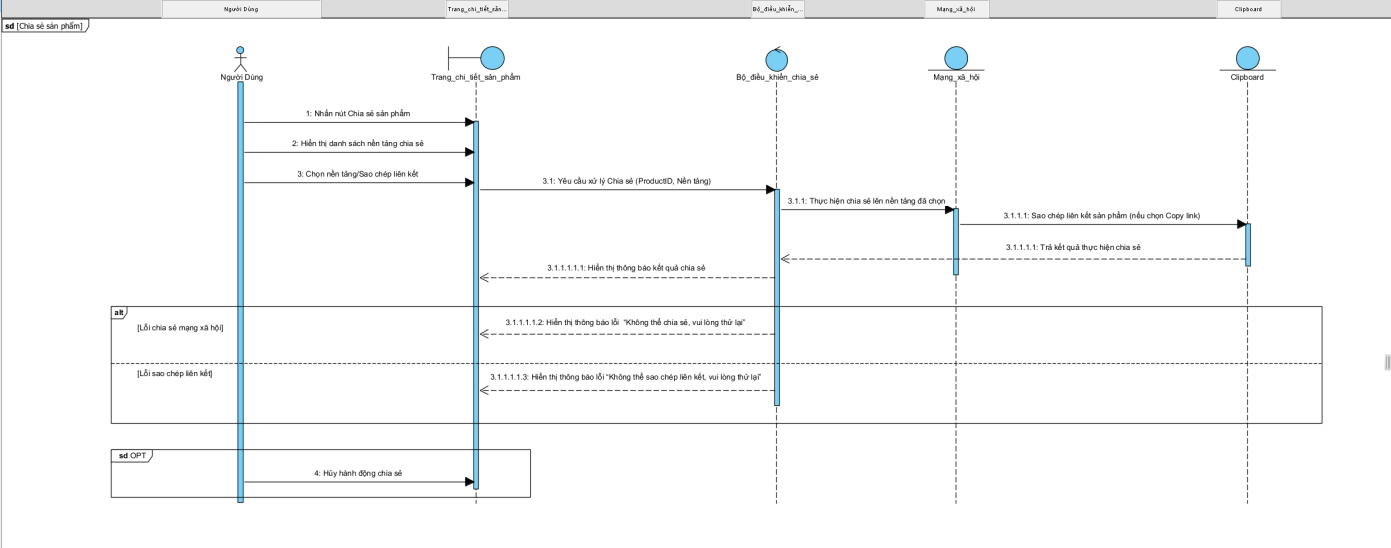 Người Dùng
Trang_chi_tiết_sản...
Bộ_điều_khiển_...
Mạng_xã_hội
Clipboard
sd [Chia sẻ sản phẩm]
Người Dùng
Trang_chi_tiết_sản_phẩm
Bộ_điều_khiển_chia_sẻ
Mạng_xã_hội
Clipboard
1: Nhấn nút Chia sẻ sản phẩm
2: Hiển thị danh sách nền tảng chia sẻ
3: Chọn nền tảng/Sao chép liên kết
3.1: Yêu cầu xử lý Chia sẻ (ProductID, Nền tảng)
3.1.1: Thực hiện chia sẻ lên nền tảng đã chọn
3.1.1.1: Sao chép liên kết sản phẩm (nếu chọn Copy link)
3.1.1.1.1: Trả kết quả thực hiện chia sẻ
3.1.1.1.1.1: Hiển thị thông báo kết quả chia sẻ
alt
[Lỗi chia sẻ mạng xã hội]
3.1.1.1.1.2: Hiển thị thông báo lỗi “Không thể chia sẻ, vui lòng thử lại”
[Lỗi sao chép liên kết]
3.1.1.1.1.3: Hiển thị thông báo lỗi “Không thể sao chép liên kết, vui lòng thử lại”
sd OPT
4: Hủy hành động chia sẻ